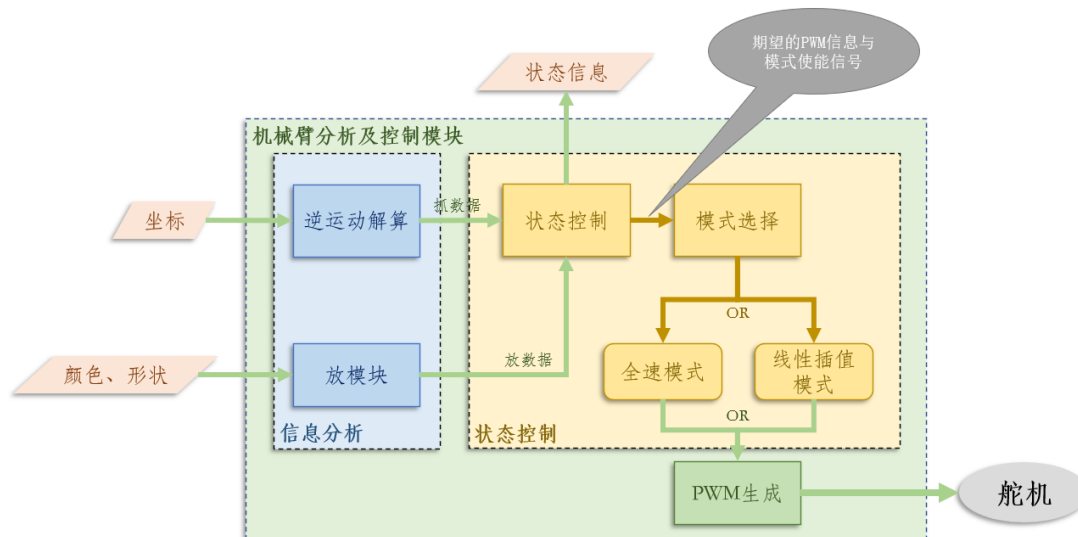 期望的PWM信息与
模式使能信号
状态信息
机械臂分析及控制模块
坐标
逆运动解算
抓数据
状态控制
模式选择
OR
颜色、形状
放模块
放数据
全速模式
线性插值
模式
OR
信息分析
状态控制
PWM生成
舵机